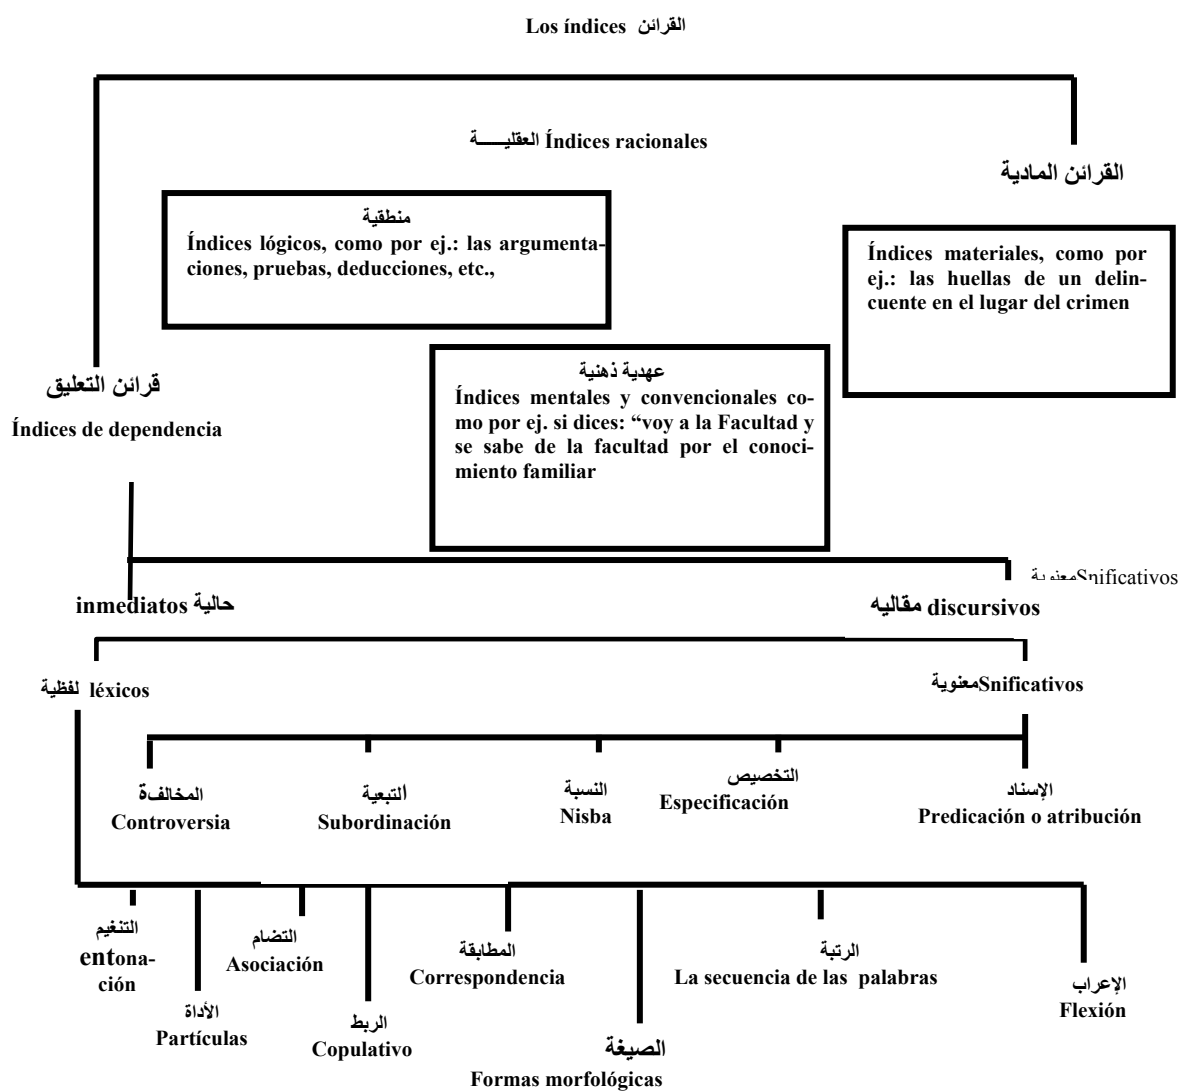 Los índices القرائن
Índices racionales العقليـــــة
القرائن المادية
منطقية
Índices lógicos, como por ej.: las argumenta-
ciones, pruebas, deducciones, etc.,
Índices materiales, como por
ej.: las huellas de un delin-
cuente en el lugar del crimen
عهدية ذهنية
Índices mentales y convencionales co-
mo por ej. si dices: “voy a la Facultad y
se sabe de la facultad por el conoci-
miento familiar
قرائن التعليق
Índices de dependencia
معنويةSnificativos
inmediatos حالية
مقاليه discursivos
لفظية léxicos
معنويةSnificativos
المخالفة
Controversia
التبعية
Subordinación
النسبة
Nisba
التخصيص
Especificación
الإسناد
Predicación o atribución
التنغيم
entona-
ción
الأداة
Partículas
التضام
Asociación
الربط
Copulativo
المطابقة
Correspondencia
الصيغة
Formas morfológicas
الرتبة
La secuencia de las palabras
الإعراب
Flexión